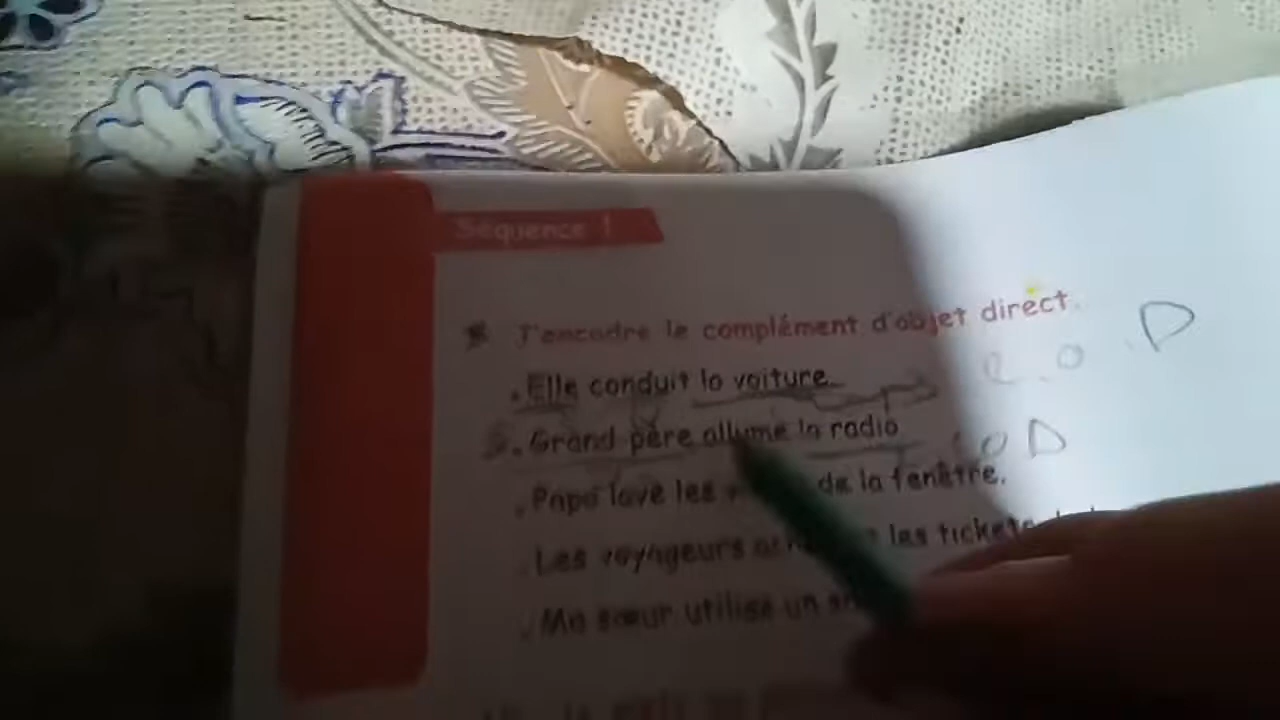 Séquence 1
* J'encadre le complément d'objet direct.
. Elle conduit la voiture. C.O.D
. Grand père allume la radio C.O.D
. Papa lave les de la fenêtre.
. Les voyageurs les tickets
. Ma sœur utilise un